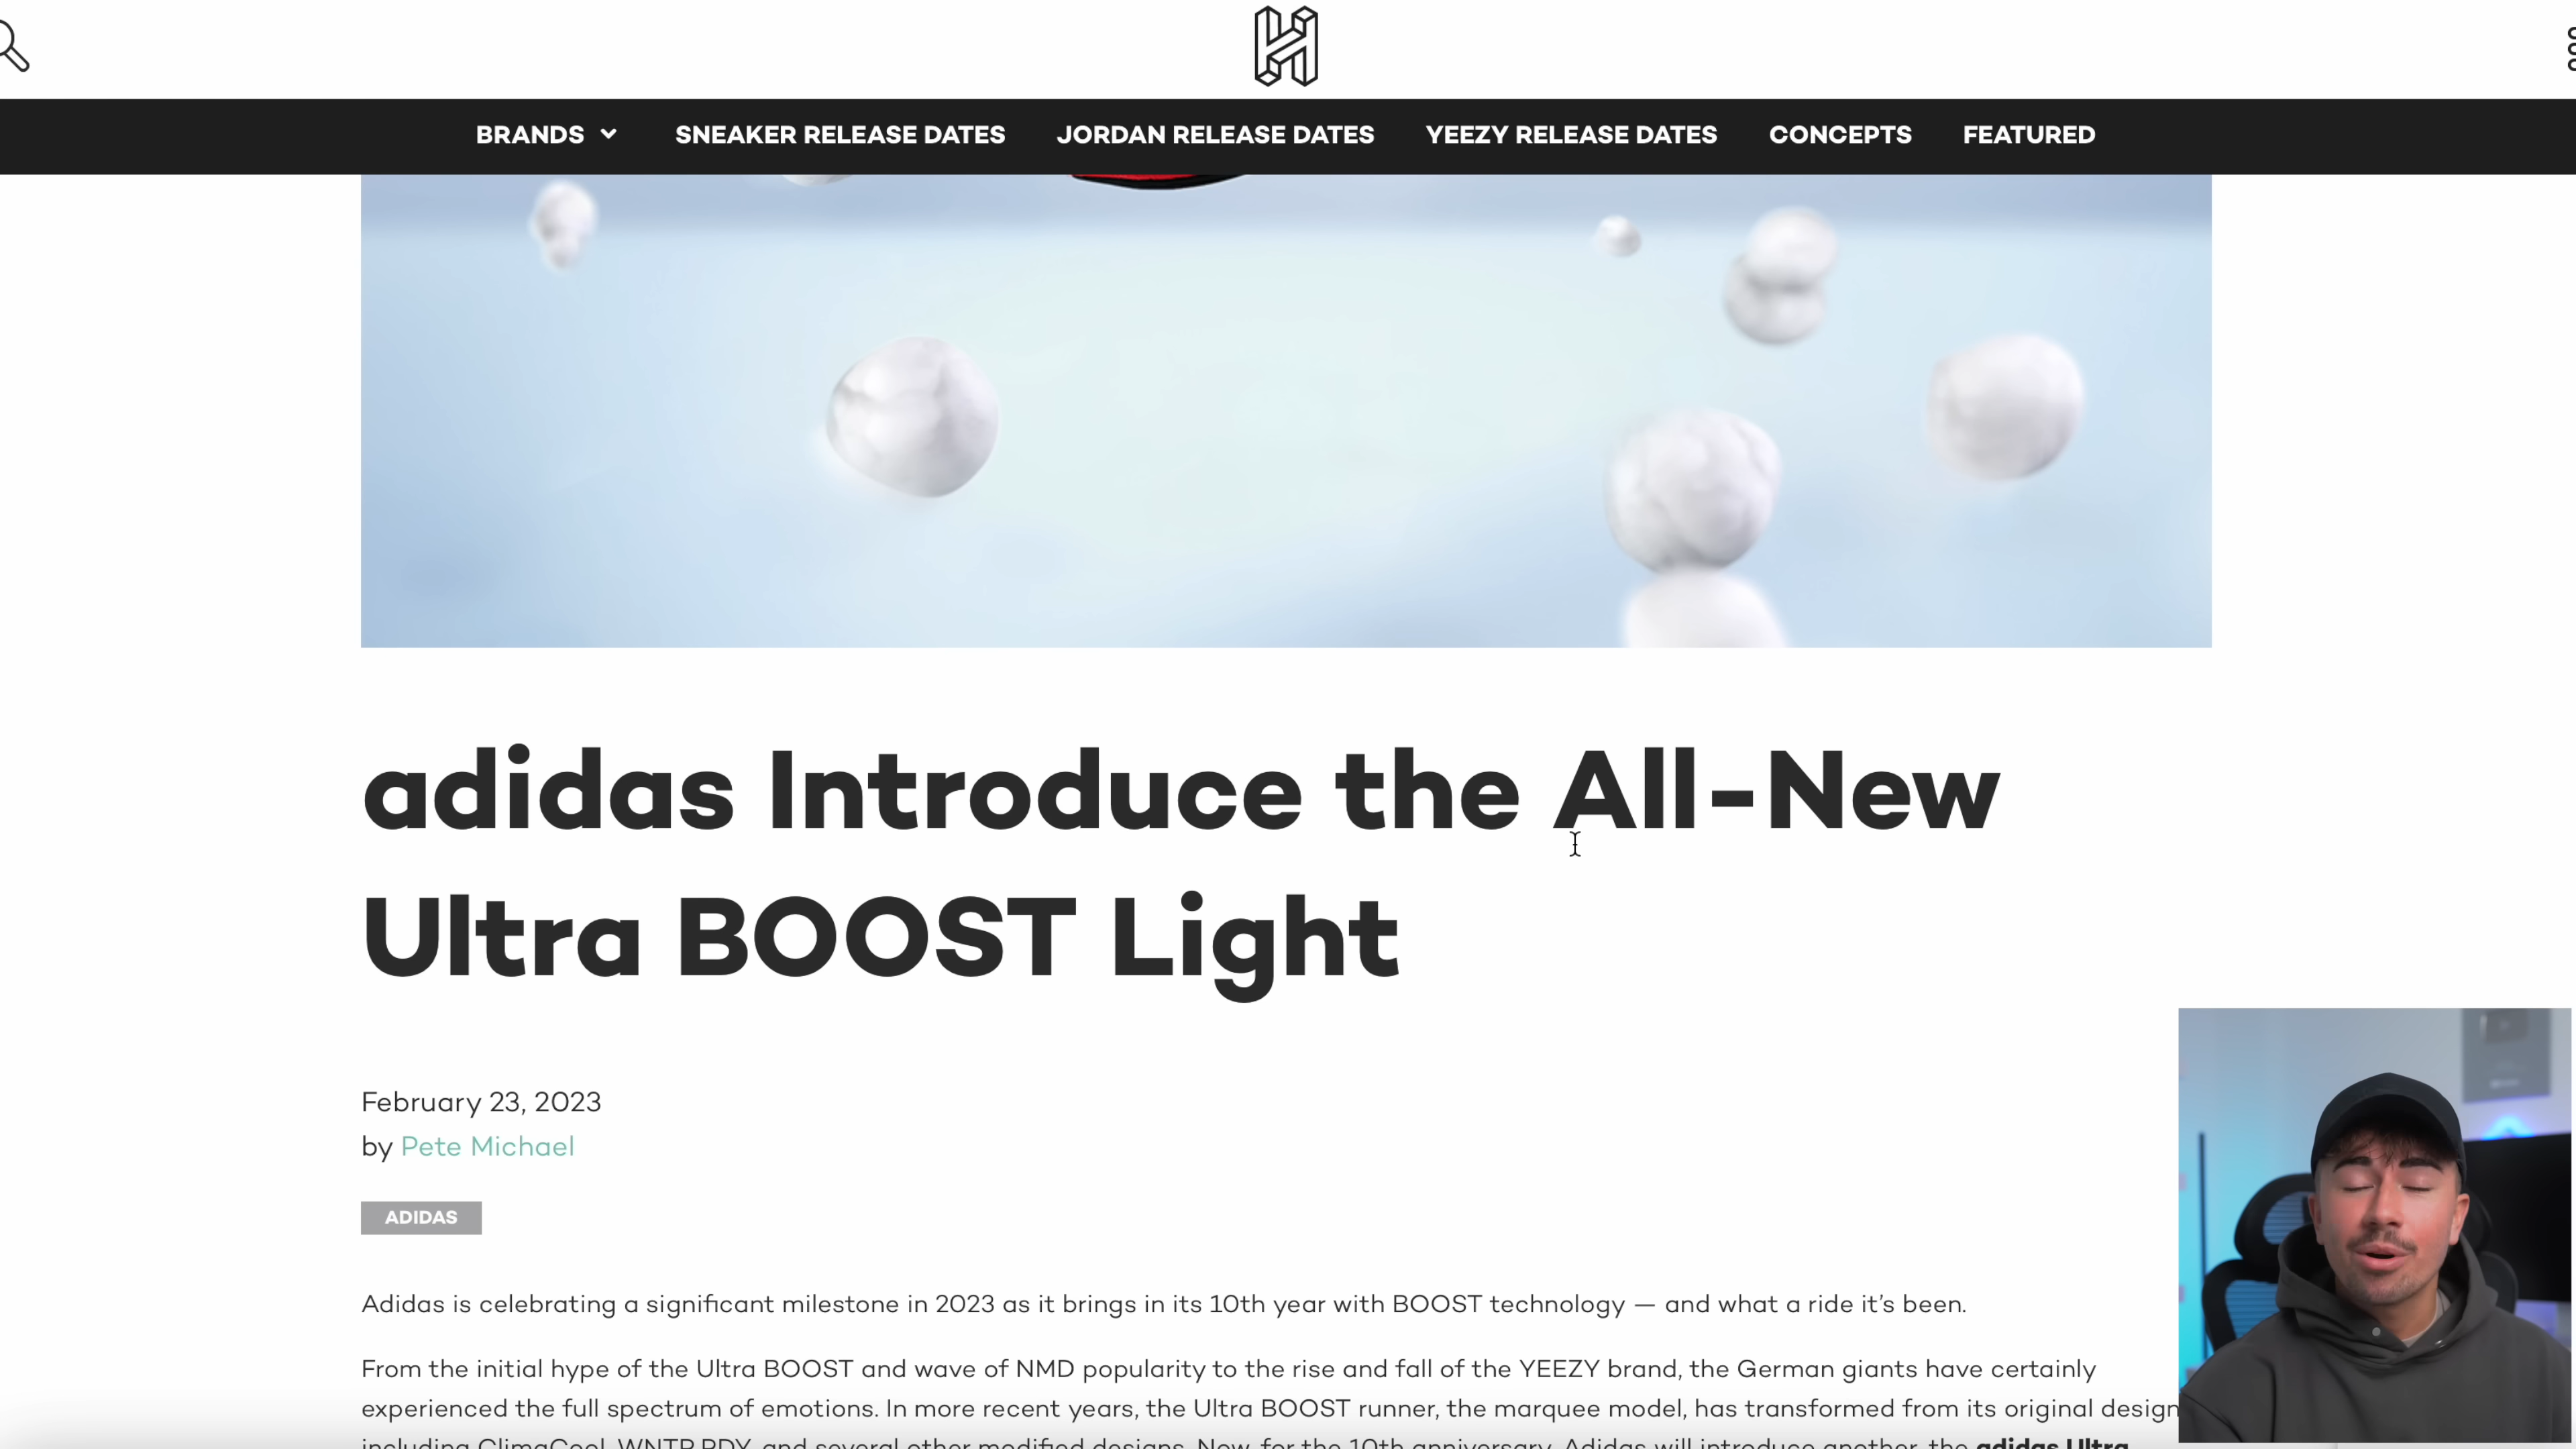 BRANDS SNEAKER RELEASE DATES JORDAN RELEASE DATES YEEZY RELEASE DATES CONCEPTS FEATURED
adidas Introduce the All-New
Ultra BOOST Light
February 23, 2023
by Pete Michael
ADIDAS
Adidas is celebrating a significant milestone in 2023 as it brings in its 10th year with BOOST technology — and what a ride it’s been.
From the initial hype of the Ultra BOOST and wave of NMD popularity to the rise and fall of the YEEZY brand, the German giants have certainly
experienced the full spectrum of emotions. In more recent years, the Ultra BOOST runner, the marquee model, has transformed from its original design
including ClimaCool, WNTR.RDY, and several other modified designs. Now, for the 10th anniversary, Adidas will introduce another, the adidas Ultra